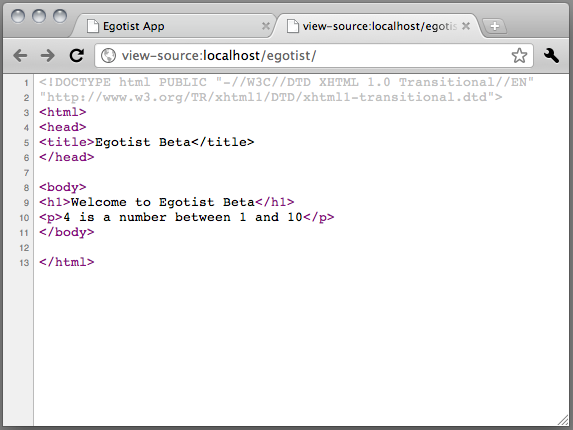 Egotist App
view-source:localhost/egotis
view-source:localhost/egotist/
1 <!DOCTYPE html PUBLIC "-//W3C//DTD XHTML 1.0 Transitional//EN"
2 "http://www.w3.org/TR/xhtml1/DTD/xhtml1-transitional.dtd">
3 <html>
4 <head>
5 <title>Egotist Beta</title>
6 </head>
7
8 <body>
9 <h1>Welcome to Egotist Beta</h1>
10 <p>4 is a number between 1 and 10</p>
11 </body>
12
13 </html>